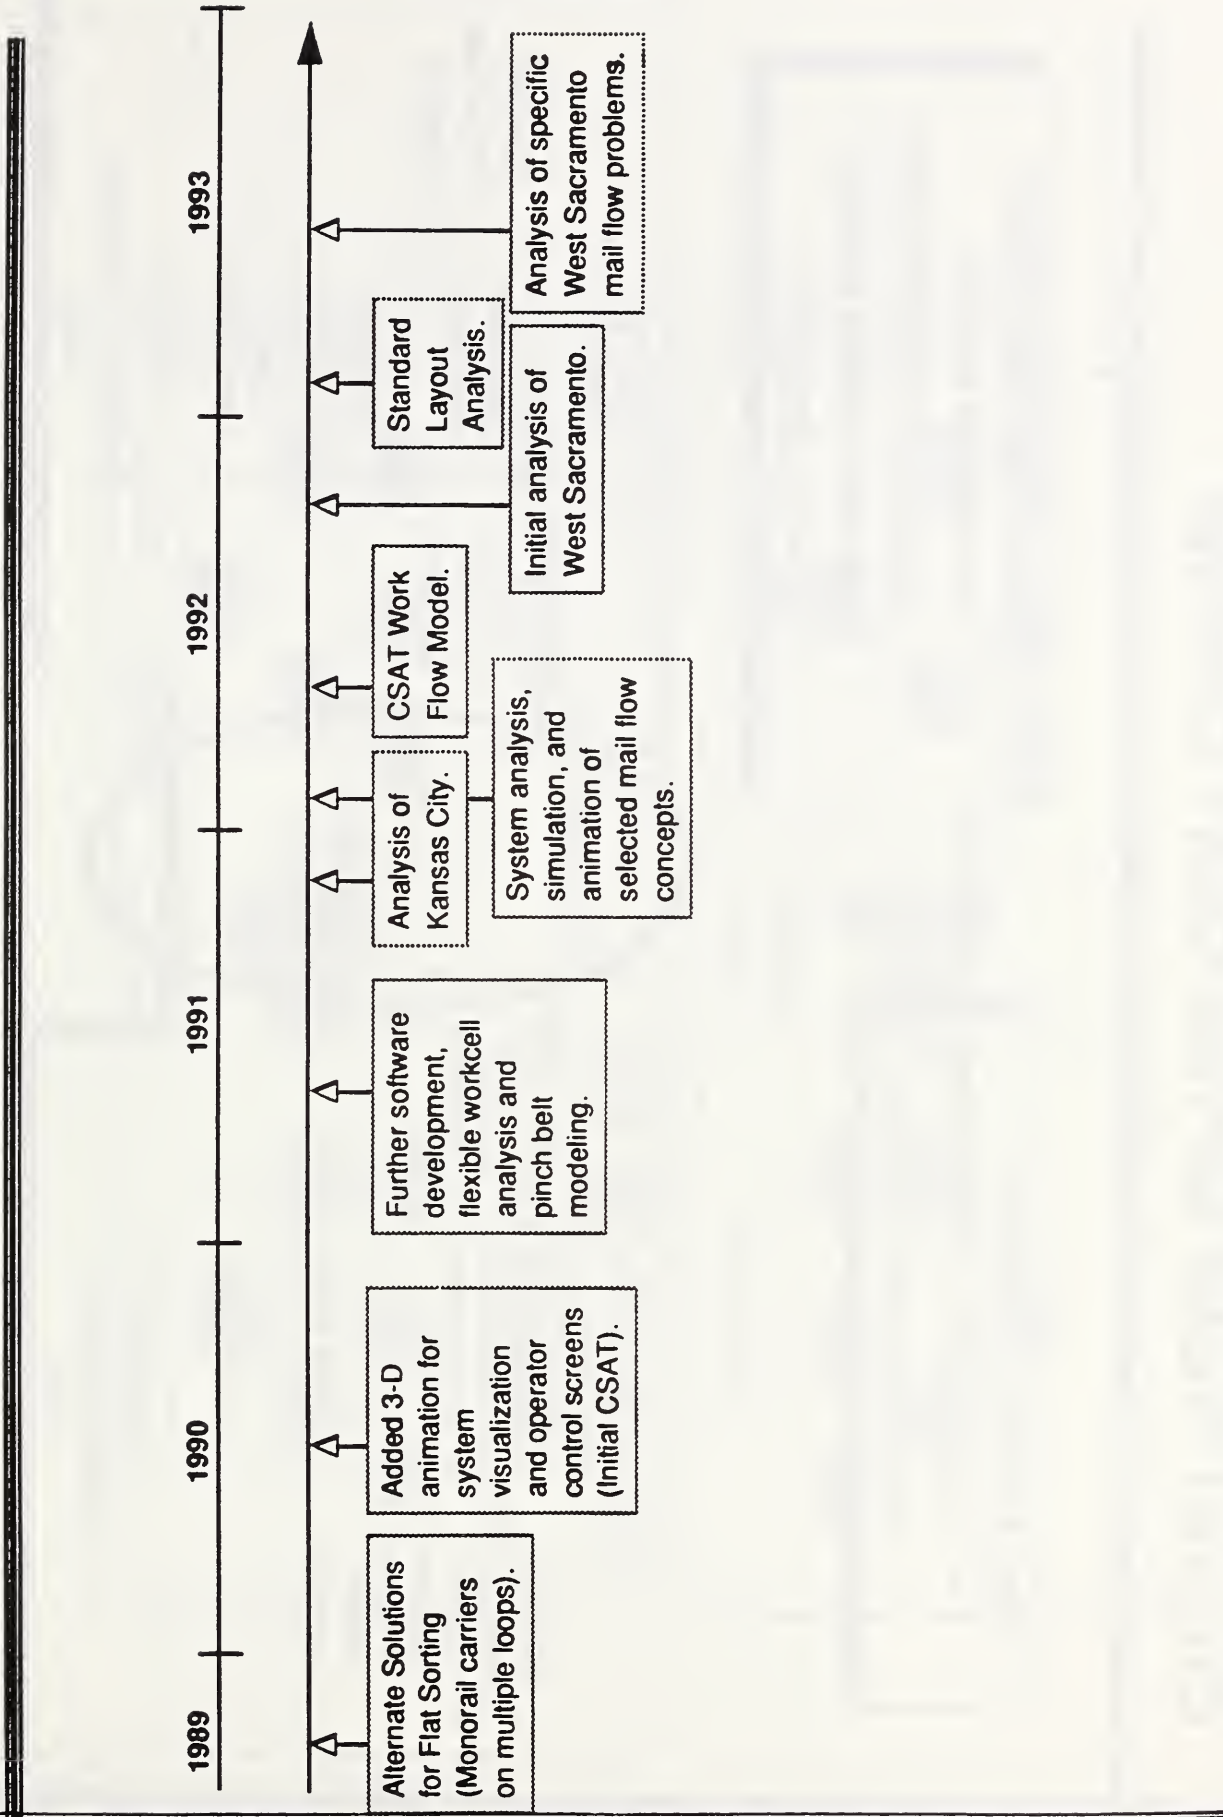 1989
1990
1991
1992
1993
Alternate Solutions
for Flat Sorting
(Monorail carriers
on multiple loops).
Added 3-D
animation for
system
visualization
and operator
control screens
(Initial CSAT).
Further software
development,
flexible workcell
analysis and
pinch belt
modeling.
Analysis of
Kansas City.
System analysis,
simulation, and
animation of
selected mail flow
concepts.
CSAT Work
Flow Model.
Initial analysis of
West Sacramento.
Standard
Layout
Analysis.
Analysis of specific
West Sacramento
mail flow problems.